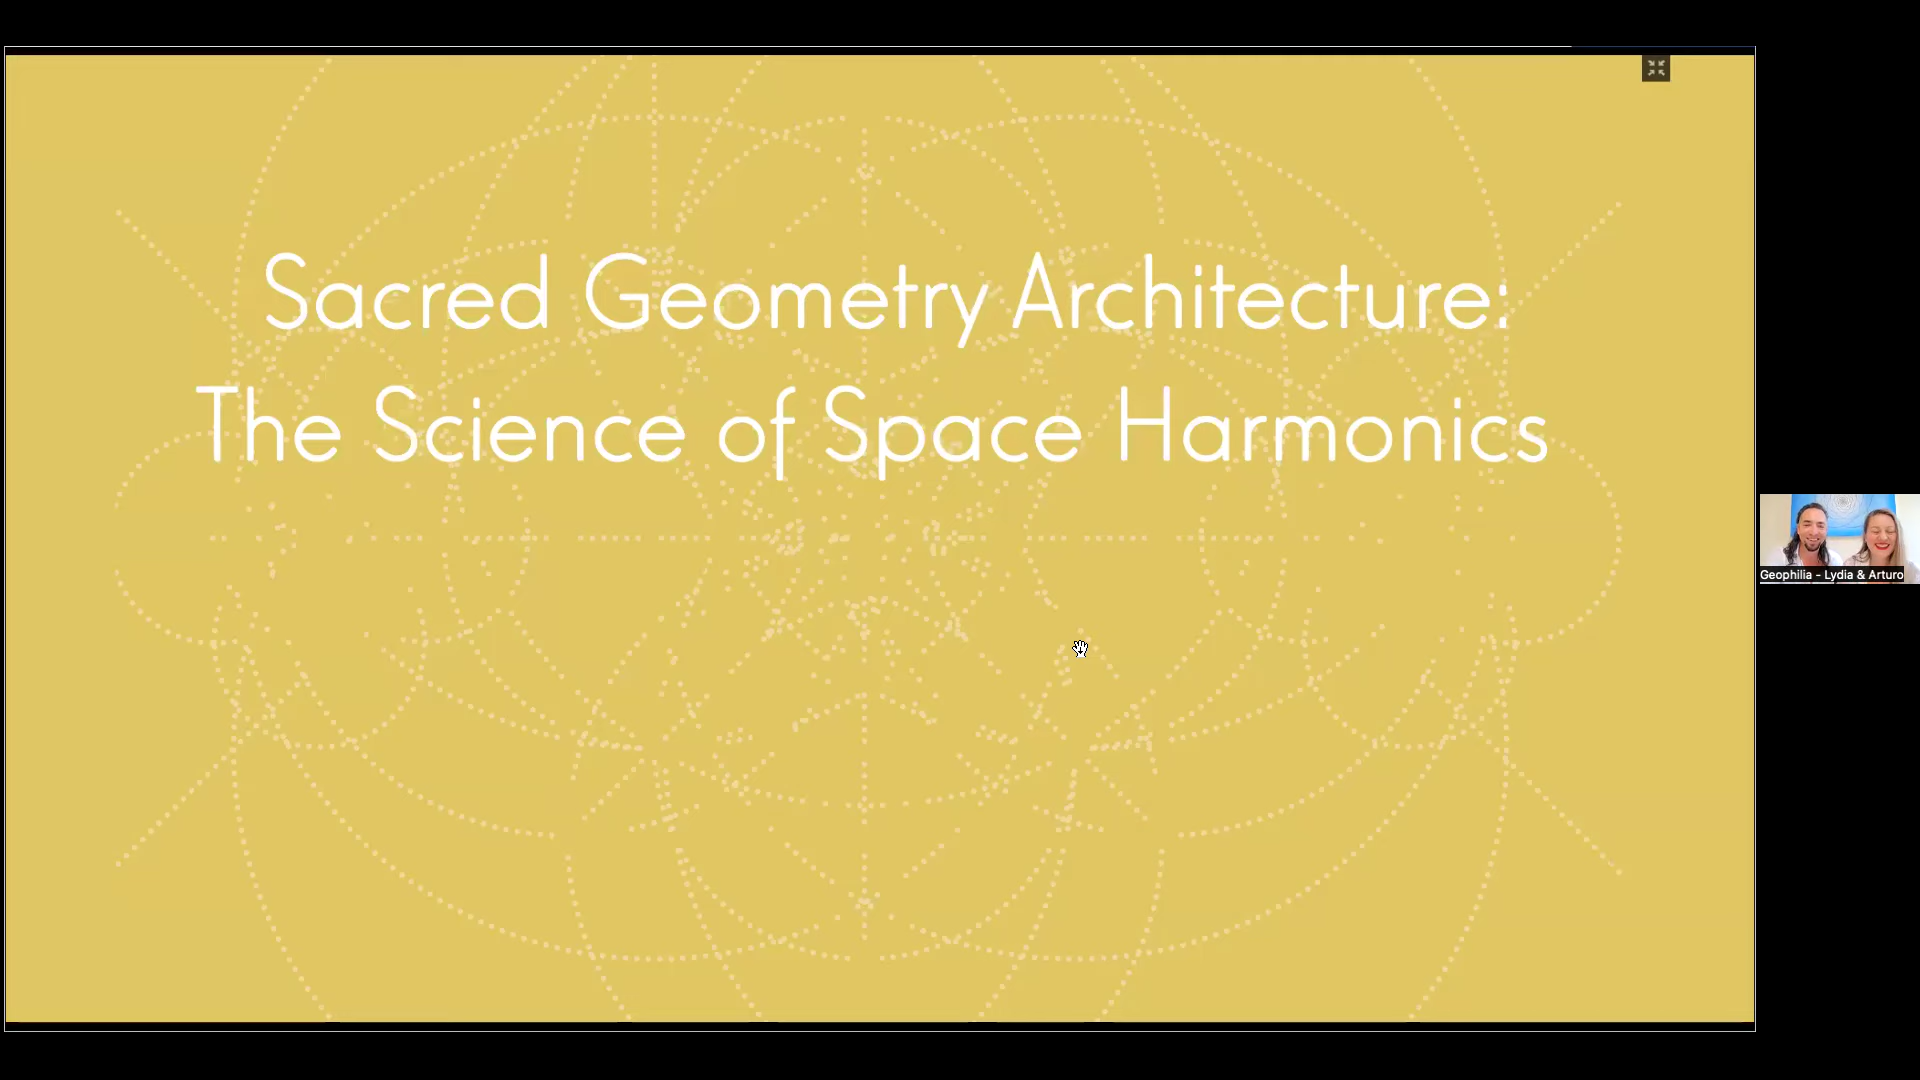 Sacred Geometry Architecture:
The Science of Space Harmonics
Geophilia - Lydia & Arturo